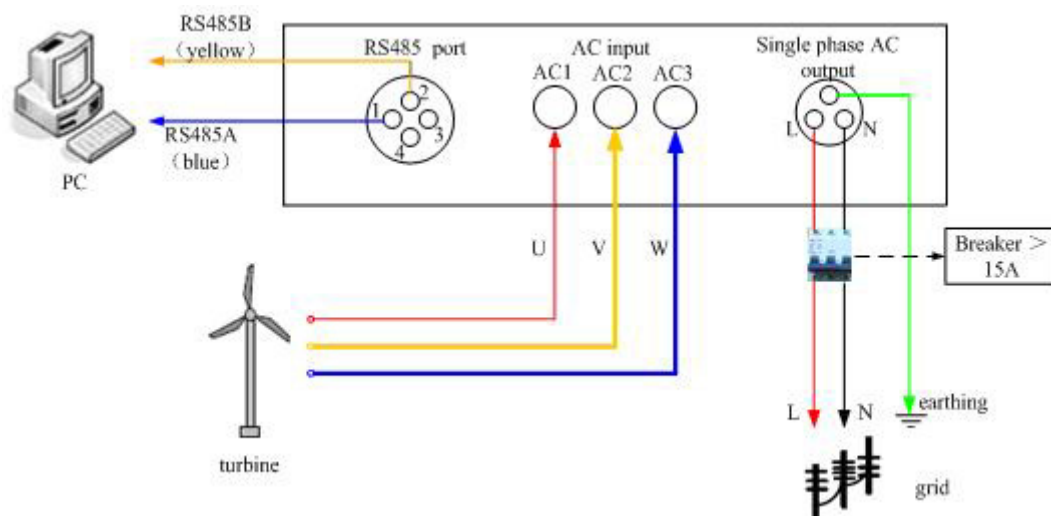 RS485B
（yellow）
RS485 port
AC input
Single phase AC
output
AC1
AC2
AC3
1
2
3
4
L
N
RS485A
（blue）
PC
U
V
W
Breaker ＞
15A
L
N
earthing
turbine
grid